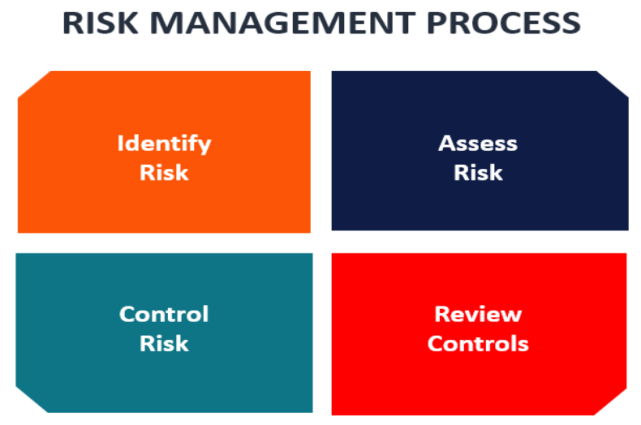 RISK MANAGEMENT PROCESS
Identify
Risk
Assess
Risk
Control
Risk
Review
Controls